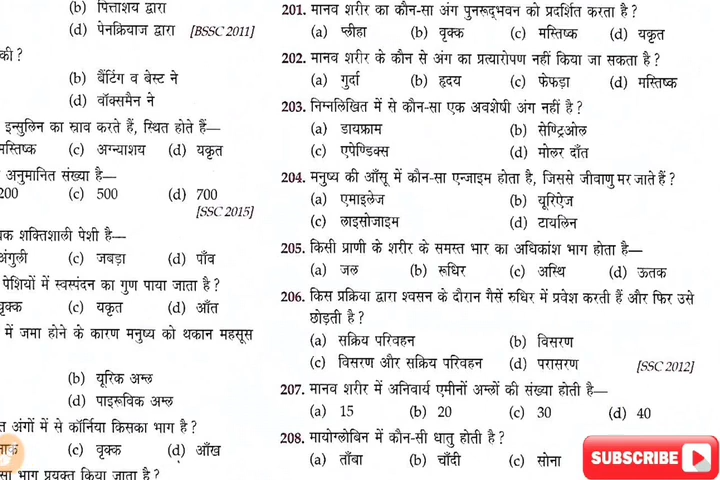 (b) पित्ताशय द्वारा
(d) पेनक्रियाज द्वारा [BSSC 2011]
की ?
(b) बैंटिंग व बेस्ट ने
(d) वॉक्समैन ने
इन्सुलिन का स्राव करते हैं, स्थित होते हैं—
मस्तिष्क (c) अग्न्याशय (d) यकृत
अनुमानित संख्या है—
200 (c) 500 (d) 700
[SSC 2015]
शक्तिशाली पेशी है—
अंगुली (c) जबड़ा (d) पाँव
पेशियों में स्वस्पंदन का गुण पाया जाता है ?
वृक्क (c) यकृत (d) आँत
में जमा होने के कारण मनुष्य को थकान महसूस
(b) यूरिक अम्ल
(d) पाइरूविक अम्ल
अंगों में से कॉर्निया किसका भाग है ?
नाक (c) वृक्क (d) आँख
सा भाग प्रयुक्त किया जाता है ?
201. मानव शरीर का कौन-सा अंग पुनरूद्भवन को प्रदर्शित करता है ?
(a) प्लीहा (b) वृक्क (c) मस्तिष्क (d) यकृत
202. मानव शरीर के कौन से अंग का प्रत्यारोपण नहीं किया जा सकता है ?
(a) गुर्दा (b) हृदय (c) फेफड़ा (d) मस्तिष्क
203. निम्नलिखित में से कौन-सा एक अवशेषी अंग नहीं है ?
(a) डायफ्राम (b) सेण्ट्रिओल
(c) एपेण्डिक्स (d) मोलर दाँत
204. मनुष्य की आँसू में कौन-सा एन्जाइम होता है, जिससे जीवाणु मर जाते हैं ?
(a) एमाइलेज (b) यूरिऐज
(c) लाइसोजाइम (d) टायलिन
205. किसी प्राणी के शरीर के समस्त भार का अधिकांश भाग होता है—
(a) जल (b) रूधिर (c) अस्थि (d) ऊतक
206. किस प्रक्रिया द्वारा श्वसन के दौरान गैसें रुधिर में प्रवेश करती हैं और फिर उसे
छोड़ती है ?
(a) सक्रिय परिवहन (b) विसरण
(c) विसरण और सक्रिय परिवहन (d) परासरण [SSC 2012]
207. मानव शरीर में अनिवार्य एमीनों अम्लों की संख्या होती है—
(a) 15 (b) 20 (c) 30 (d) 40
208. मायोग्लोबिन में कौन-सी धातु होती है ?
(a) ताँबा (b) चाँदी (c) सोना
SUBSCRIBE